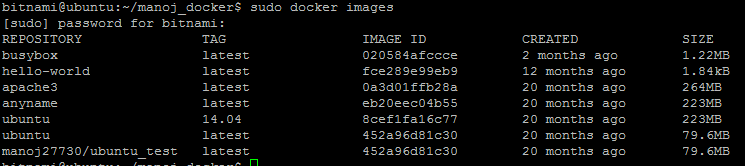 bitnami@ubuntu:~/manoj_docker$ sudo docker images
[sudo] password for bitnami:
REPOSITORY TAG IMAGE ID CREATED SIZE
busybox latest 020584afccce 2 months ago 1.22MB
hello-world latest fce289e99eb9 12 months ago 1.84kB
apache3 latest 0a3d01ffb28a 20 months ago 264MB
anyname latest eb20eec04b55 20 months ago 223MB
ubuntu 14.04 8cef1fa16c77 20 months ago 223MB
ubuntu latest 452a96d81c30 20 months ago 79.6MB
manoj27730/ubuntu_test latest 452a96d81c30 20 months ago 79.6MB
bitnami@ubuntu:~/manoj_docker$